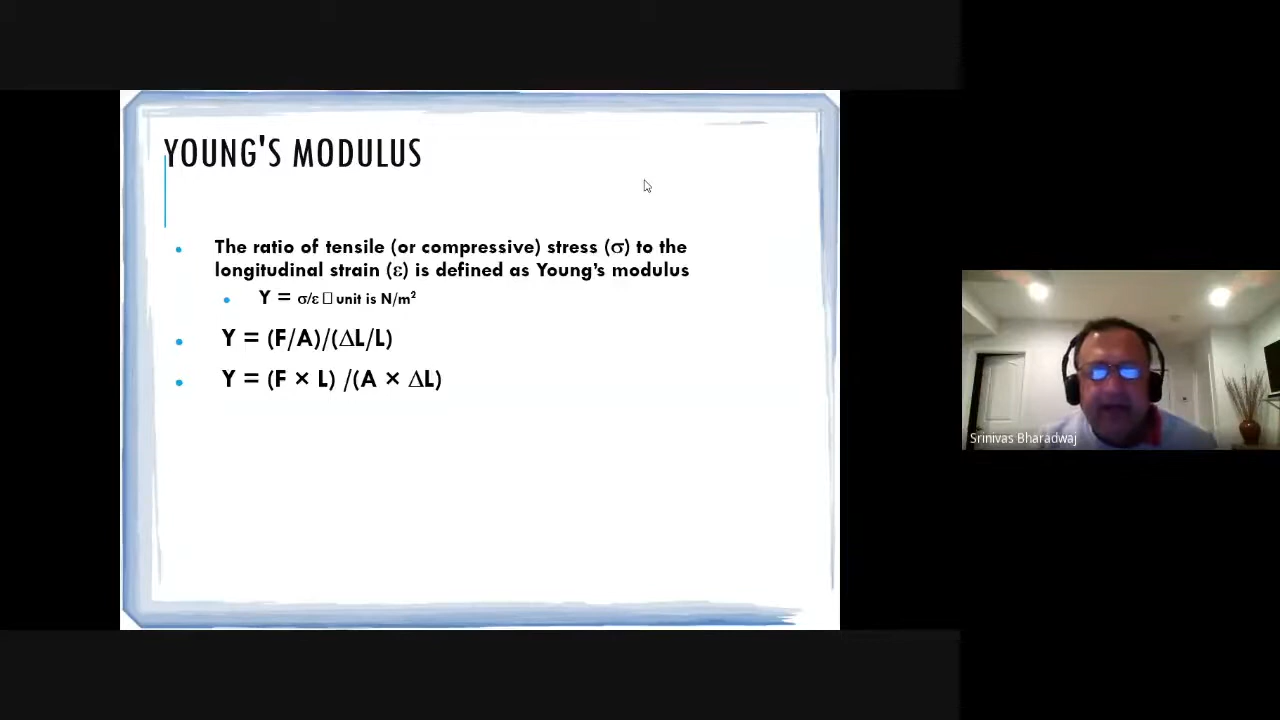 YOUNG'S MODULUS
• The ratio of tensile (or compressive) stress (σ) to the
longitudinal strain (ε) is defined as Young's modulus
• Y = σ/ε □ unit is N/m²
• Y = (F/A)/(ΔL/L)
• Y = (F × L) /(A × ΔL)
Srinivas Bharadwaj